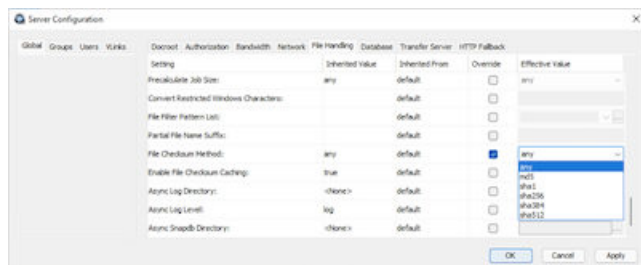 Server Configuration
Global Groups Users VLinks
Docroot Authorization Bandwidth Network File Handling Database Transfer Server HTTP Fallback
Setting Inherited Value Inherited From Override Effective Value
Precalculate Job Size: any default any
Convert Restricted Windows Characters: default
File Filter Pattern List: default
Partial File Name Suffix: default
File Checksum Method: any default any
any
md5
sha1
sha256
sha384
sha512
Enable File Checksum Caching: true default
Async Log Directory: <None> default
Async Log Level: log default
Async Snapdb Directory: <None> default
OK Cancel Apply